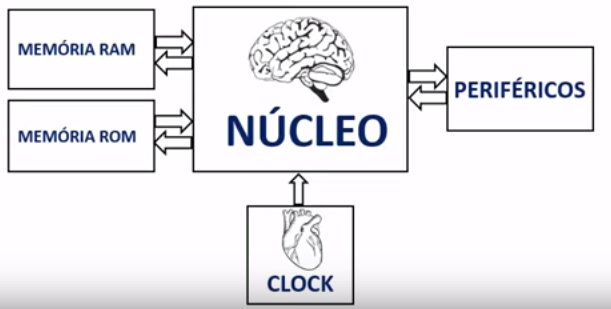 MEMÓRIA RAM
MEMÓRIA ROM
NÚCLEO
PERIFÉRICOS
CLOCK